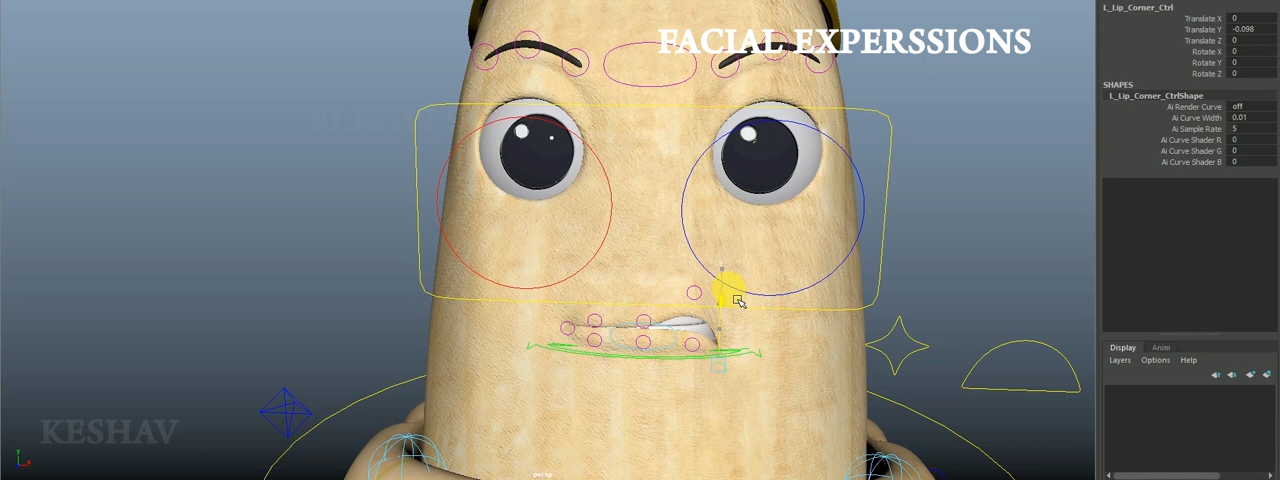 FACIAL EXPERSSIONS
KESHAV
persp
y
x
L_Lip_Corner_Ctrl
Translate X 0
Translate Y -0.098
Translate Z 0
Rotate X 0
Rotate Y 0
Rotate Z 0
SHAPES
L_Lip_Corner_CtrlShape
Ai Render Curve off
Ai Curve Width 0.01
Ai Sample Rate 5
Ai Curve Shader R 0
Ai Curve Shader G 0
Ai Curve Shader B 0
Display Anim
Layers Options Help